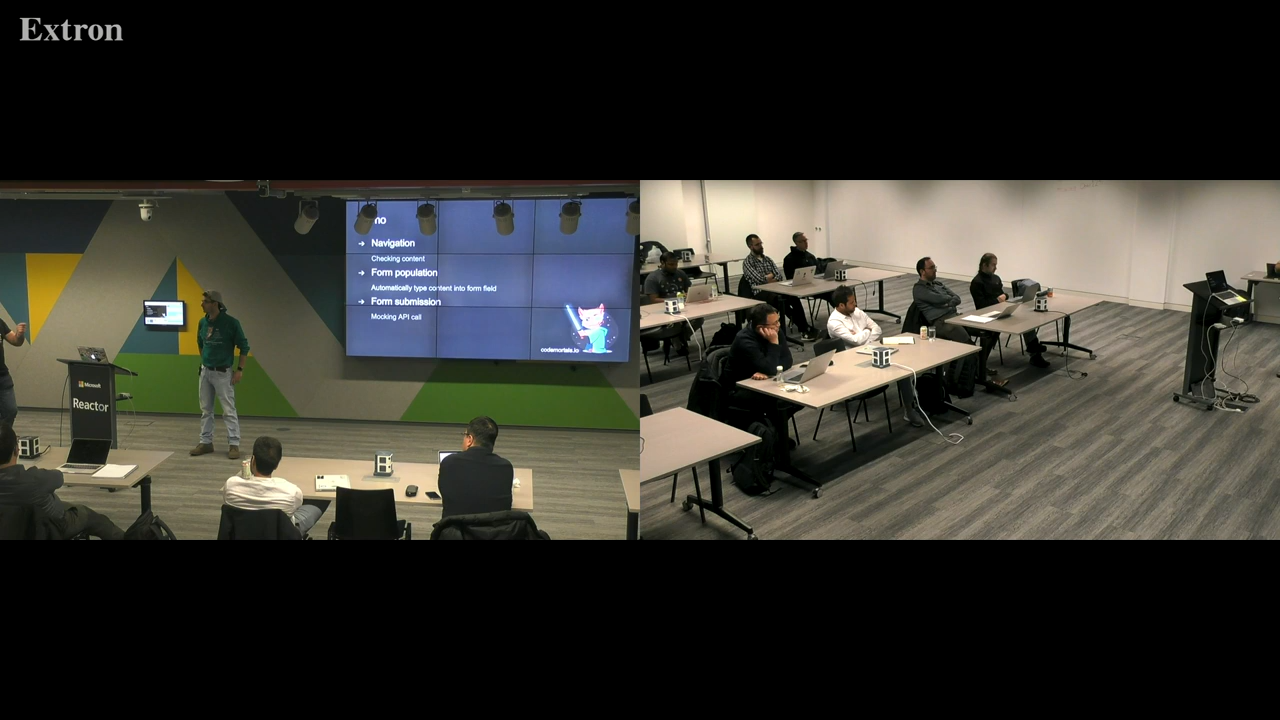 Extron
no
Navigation
Checking content
Form population
Automatically type content into form field
Form submission
Mocking API call
codemortals.io
Microsoft
Reactor